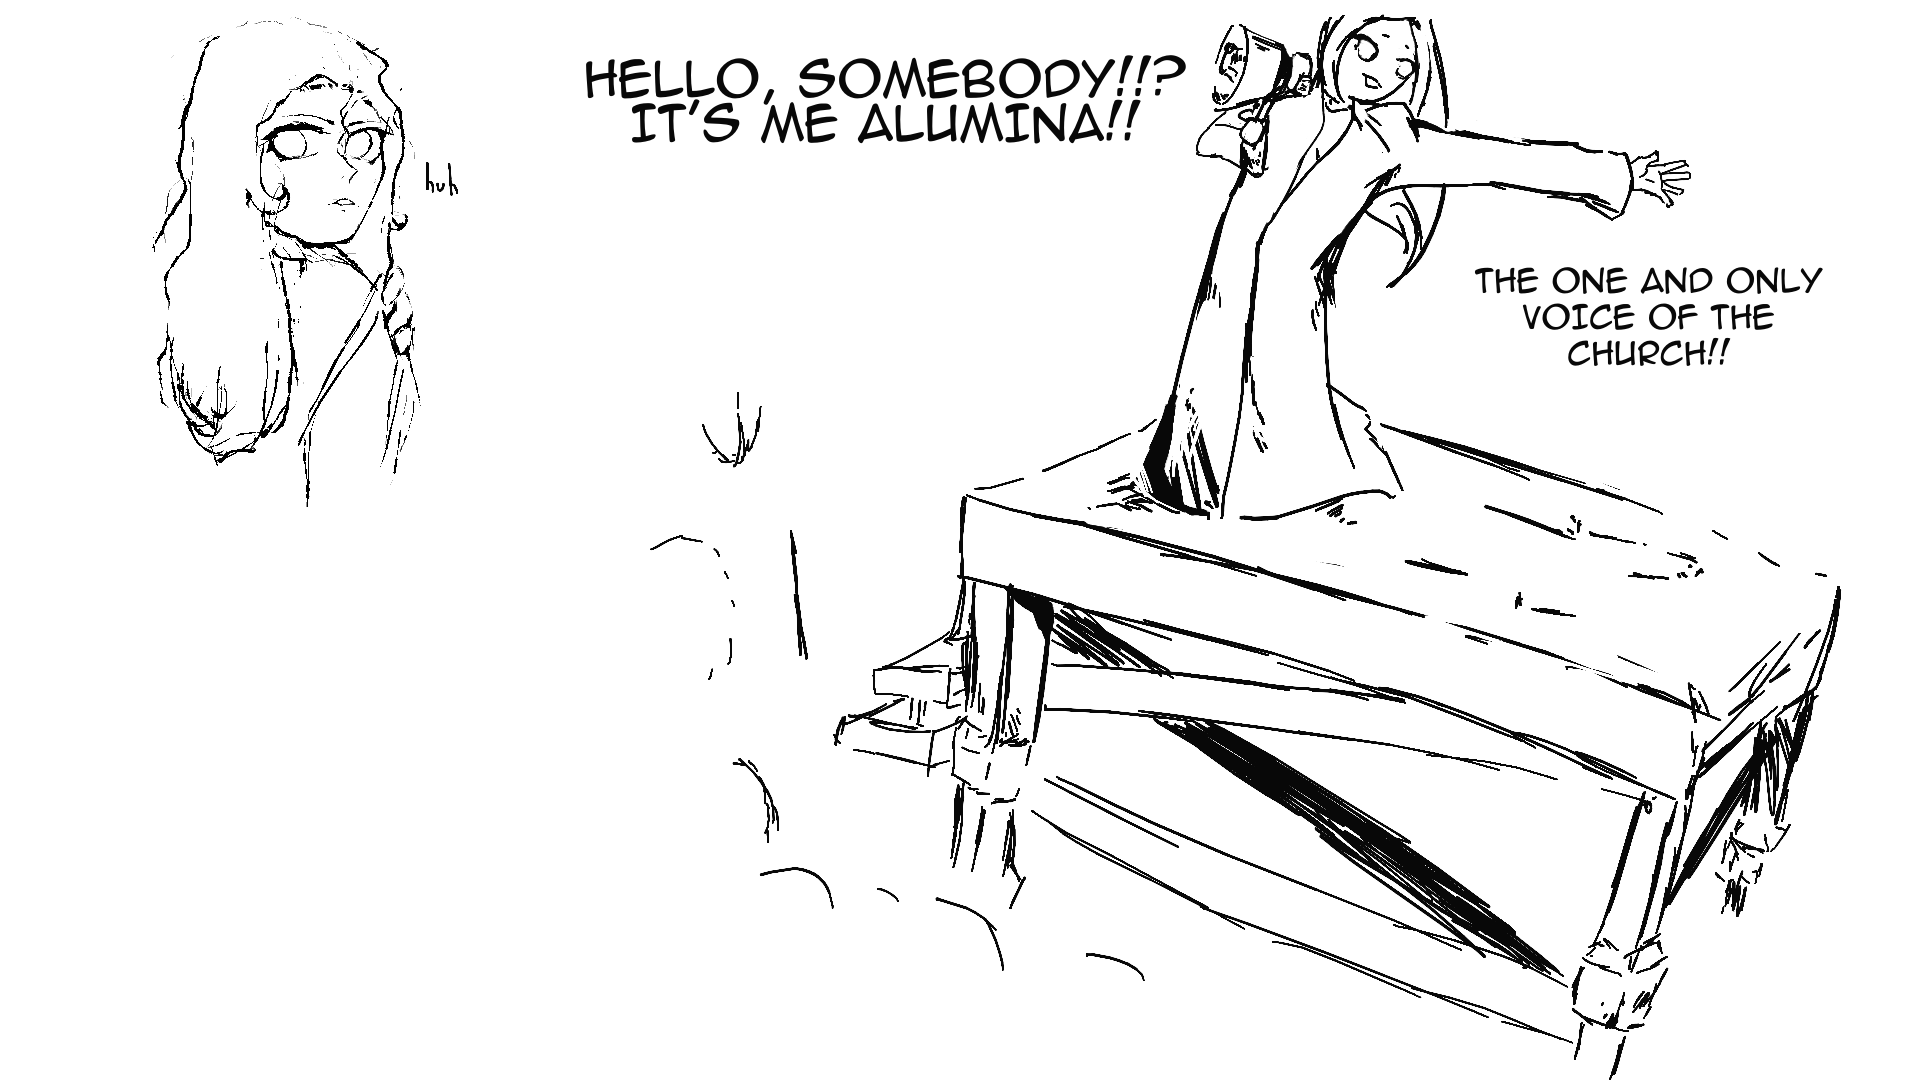 huh
HELLO, SOMEBODY!!?
IT'S ME ALUMINA!!
THE ONE AND ONLY
VOICE OF THE
CHURCH!!